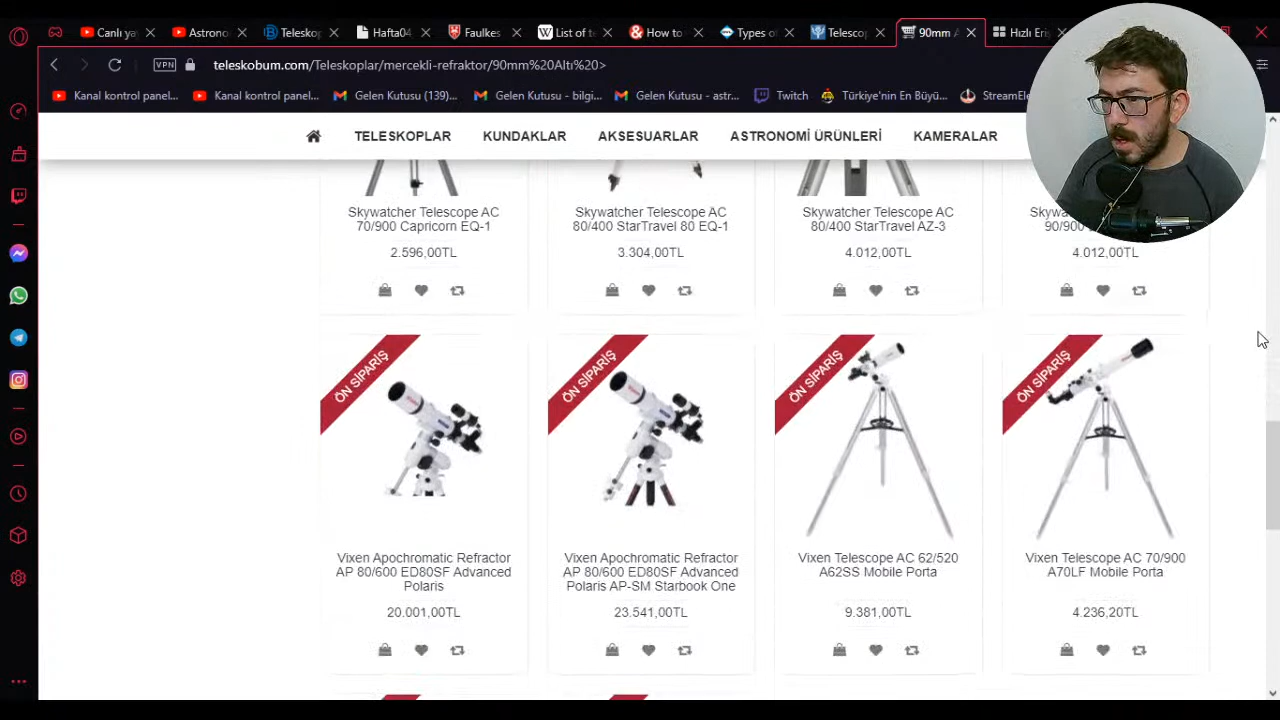 Canlı ya
Astrono
Teleskop
Hafta04
Faulkes
List of te
How to
Types o
Telescop
90mm A
Hızlı Eri
VPN
teleskobum.com/Teleskoplar/mercekli-refraktor/90mm%20Altı%20>
Kanal kontrol panel...
Kanal kontrol panel...
Gelen Kutusu (139)...
Gelen Kutusu - bilgi...
Gelen Kutusu - astr...
Twitch
Türkiye'nin En Büyü...
StreamEle
TELESKOPLAR
KUNDAKLAR
AKSESUARLAR
ASTRONOMİ ÜRÜNLERİ
KAMERALAR
Skywatcher Telescope AC
70/900 Capricorn EQ-1
2.596,00TL
Skywatcher Telescope AC
80/400 StarTravel 80 EQ-1
3.304,00TL
Skywatcher Telescope AC
80/400 StarTravel AZ-3
4.012,00TL
Skyw
90/900
4.012,00TL
ÖN SİPARİŞ
Vixen Apochromatic Refractor
AP 80/600 ED80SF Advanced
Polaris
20.001,00TL
ÖN SİPARİŞ
Vixen Apochromatic Refractor
AP 80/600 ED80SF Advanced
Polaris AP-SM Starbook One
23.541,00TL
ÖN SİPARİŞ
Vixen Telescope AC 62/520
A62SS Mobile Porta
9.381,00TL
ÖN SİPARİŞ
Vixen Telescope AC 70/900
A70LF Mobile Porta
4.236,20TL